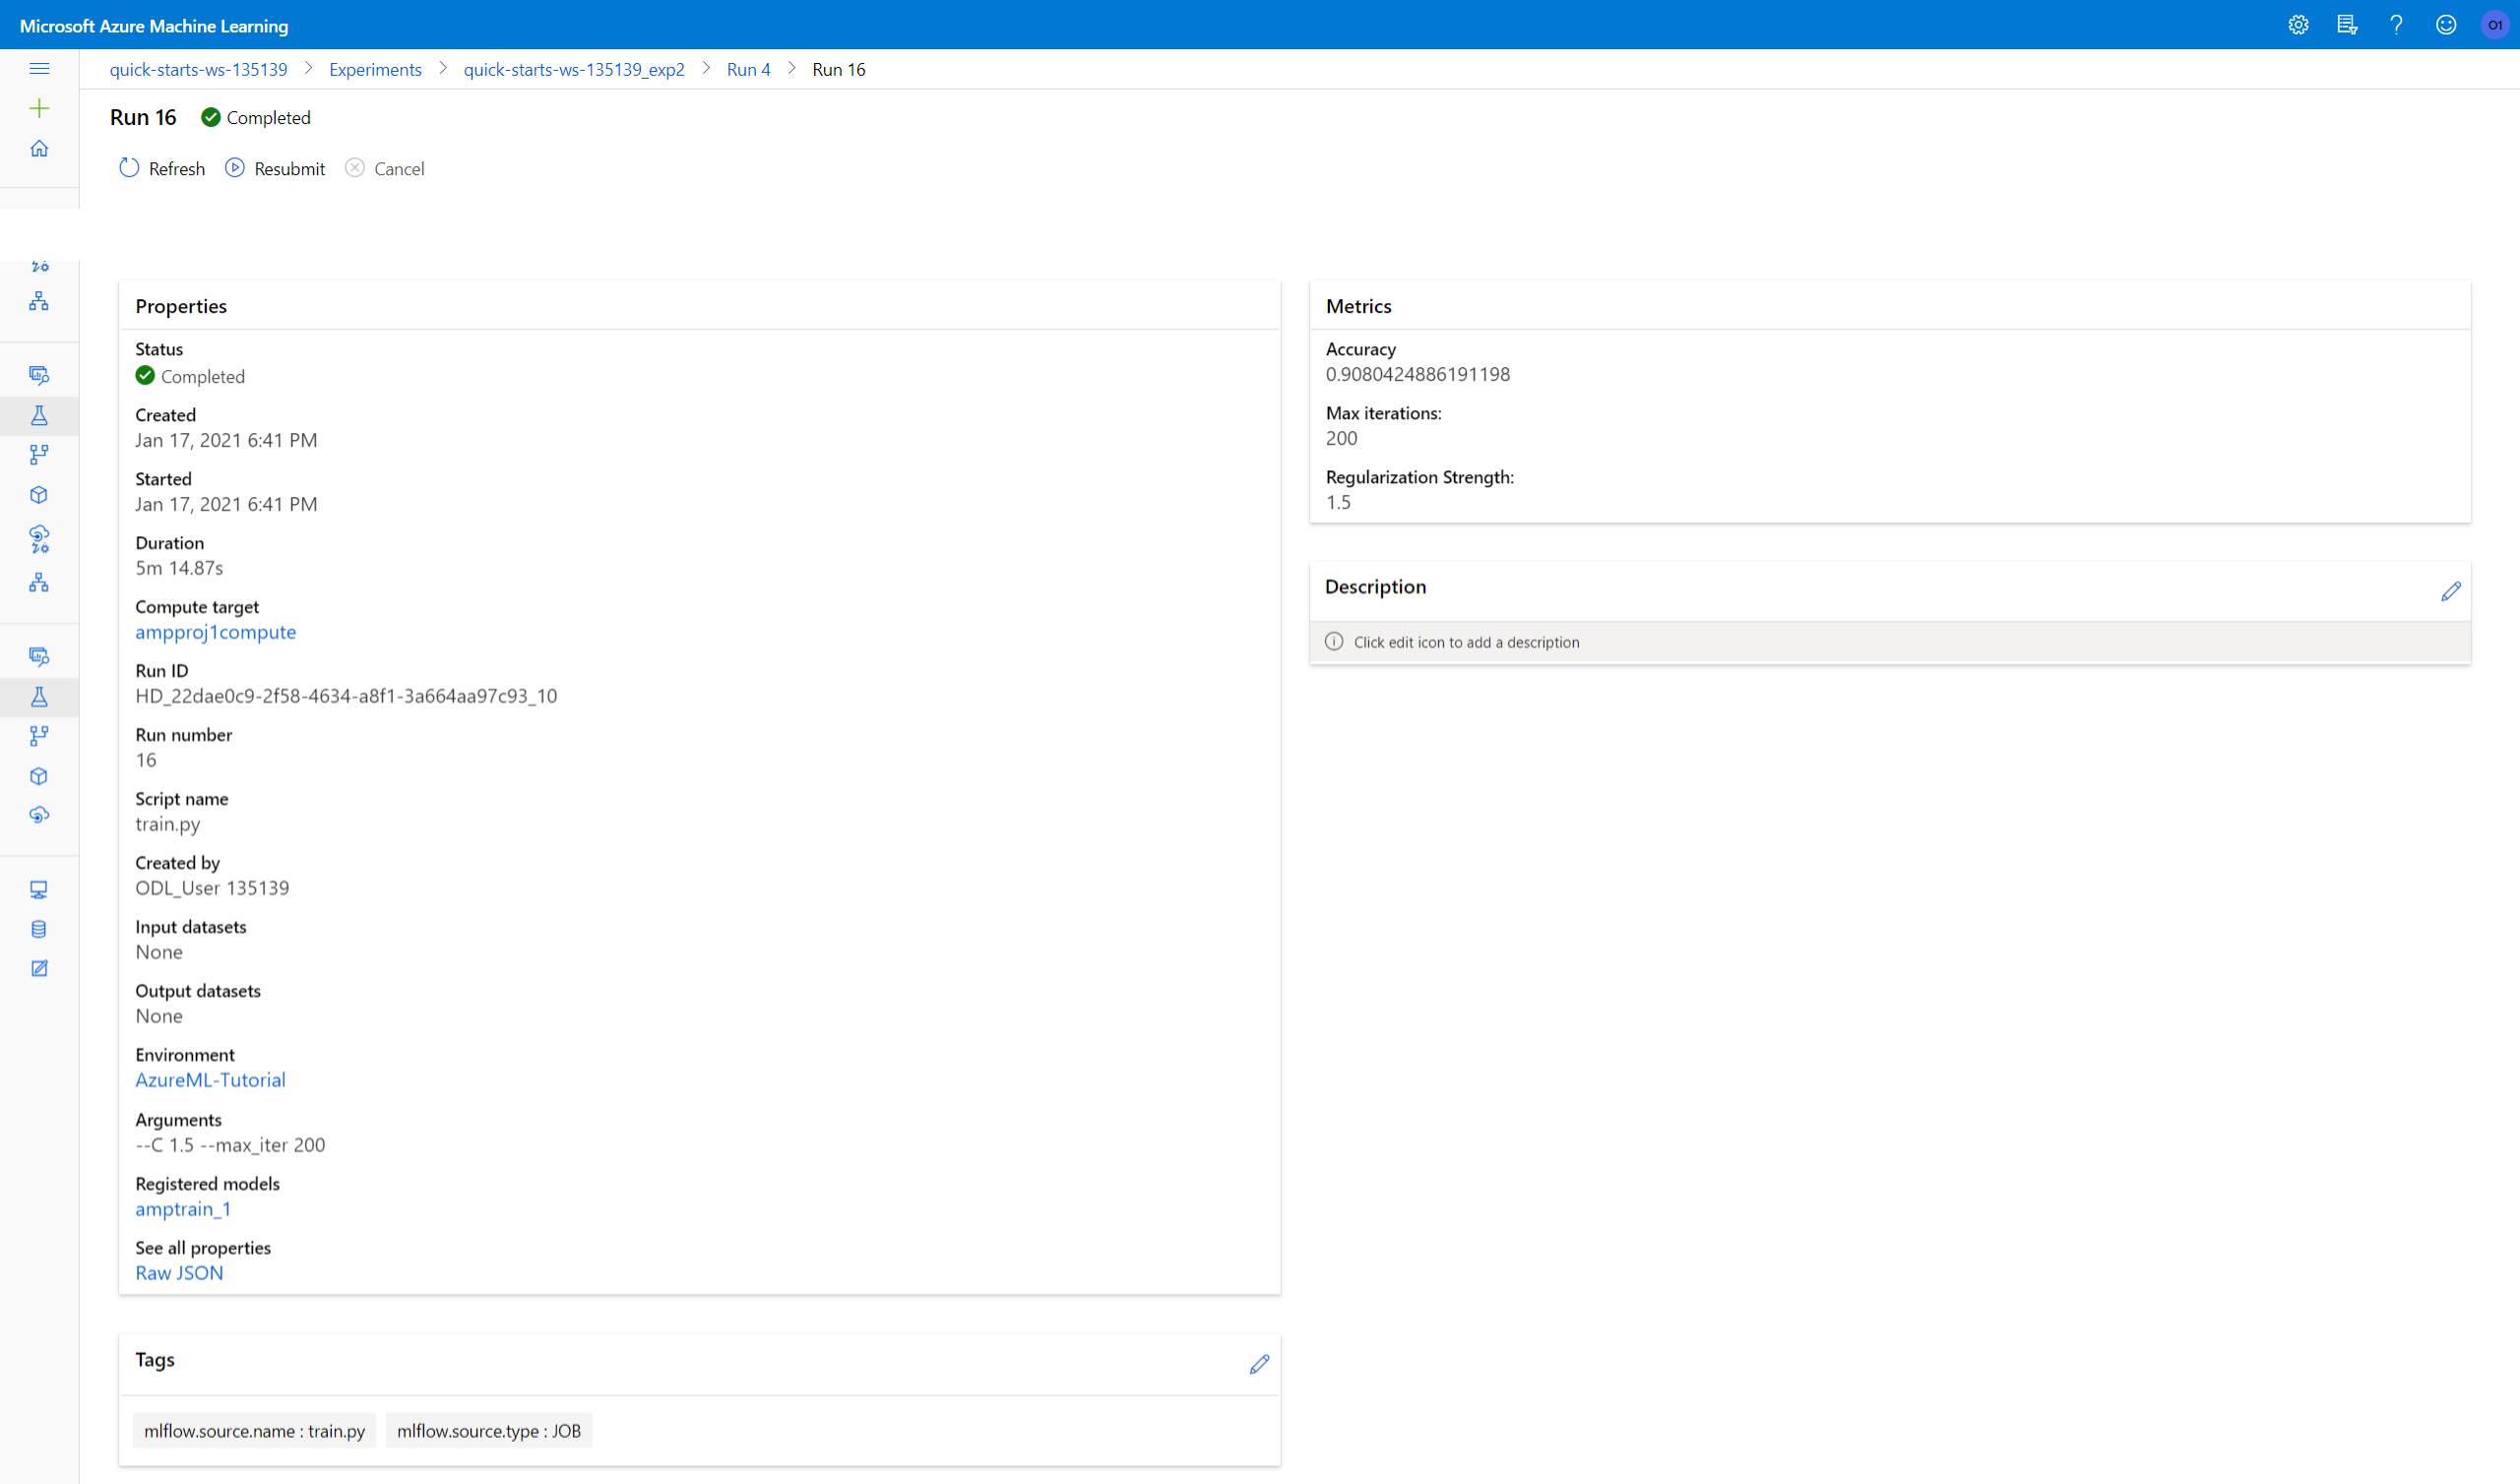 Microsoft Azure Machine Learning
O1
quick-starts-ws-135139 > Experiments > quick-starts-ws-135139_exp2 > Run 4 > Run 16
Run 16 Completed
Refresh Resubmit Cancel
Properties
Status
Completed
Created
Jan 17, 2021 6:41 PM
Started
Jan 17, 2021 6:41 PM
Duration
5m 14.87s
Compute target
ampproj1compute
Run ID
HD_22dae0c9-2f58-4634-a8f1-3a664aa97c93_10
Run number
16
Script name
train.py
Created by
ODL_User 135139
Input datasets
None
Output datasets
None
Environment
AzureML-Tutorial
Arguments
--C 1.5 --max_iter 200
Registered models
amptrain_1
See all properties
Raw JSON
Tags
mlflow.source.name : train.py mlflow.source.type : JOB
Metrics
Accuracy
0.9080424886191198
Max iterations:
200
Regularization Strength:
1.5
Description
Click edit icon to add a description